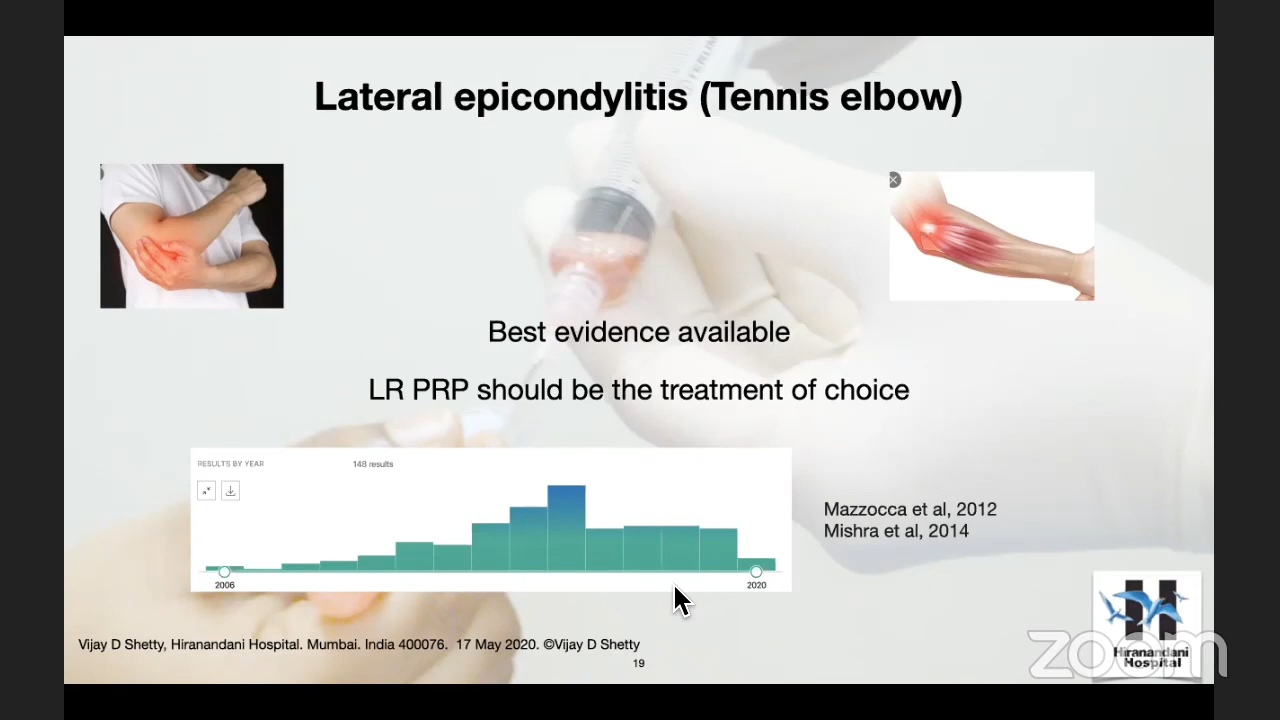 Lateral epicondylitis (Tennis elbow)
Best evidence available
LR PRP should be the treatment of choice
RESULTS BY YEAR
148 results
2006
2020
Mazzocca et al, 2012
Mishra et al, 2014
Vijay D Shetty, Hiranandani Hospital. Mumbai. India 400076. 17 May 2020. ©Vijay D Shetty
19
H
Hiranandani
Hospital
zoom